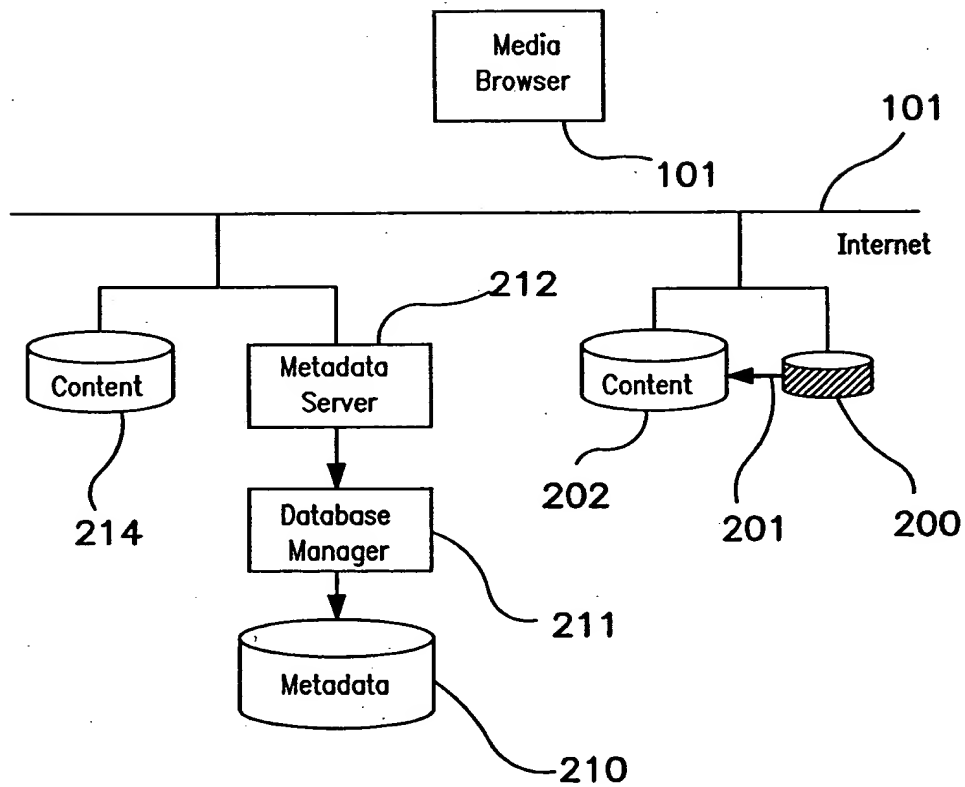 Media
Browser
101
101
Internet
212
Content
Metadata
Server
Content
214
202
201
200
Database
Manager
211
Metadata
210